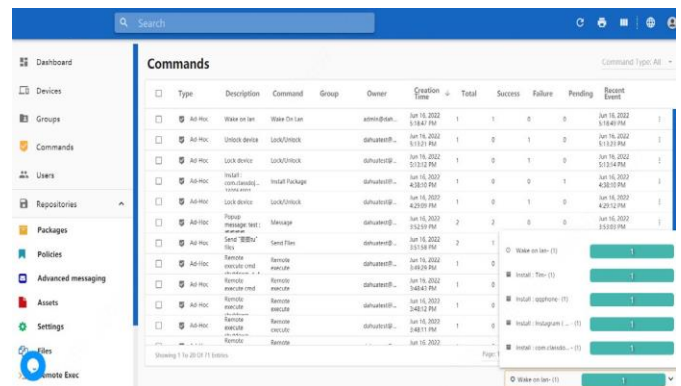 Search
Dashboard
Devices
Groups
Commands
Users
Repositories
Packages
Policies
Advanced messaging
Assets
Settings
Files
Remote Exec
Commands
Command Type: All
Type Description Command Group Owner Creation Time Total Success Failure Pending Recent Event
Ad-Hoc Wake on lan Wake On Lan admin@dah... Jun 16, 2022 5:18:47 PM 1 1 0 0 Jun 16, 2022 5:18:49 PM
Ad-Hoc Unlock device Lock/Unlock dahuatest@... Jun 16, 2022 5:13:21 PM 1 0 1 0 Jun 16, 2022 5:13:23 PM
Ad-Hoc Lock device Lock/Unlock dahuatest@... Jun 16, 2022 5:13:12 PM 1 0 1 0 Jun 16, 2022 5:13:14 PM
Ad-Hoc Install : Install Package dahuatest@... Jun 16, 2022 4:38:10 PM 1 0 0 1 Jun 16, 2022 4:38:10 PM
Ad-Hoc Lock device Lock/Unlock dahuatest@... Jun 16, 2022 4:29:09 PM 1 0 1 0 Jun 16, 2022 4:29:12 PM
Ad-Hoc Popup message: test : Message dahuatest@... Jun 16, 2022 3:52:59 PM 2 2 0 0 Jun 16, 2022 3:53:03 PM
Ad-Hoc Send files Send Files dahuatest@... Jun 16, 2022 3:51:58 PM 2 1
Ad-Hoc Remote execute cmd Remote execute dahuatest@... Jun 16, 2022 3:49:29 PM 1 0
Ad-Hoc Remote execute cmd Remote execute dahuatest@... Jun 16, 2022 3:48:43 PM 1 0
Ad-Hoc Remote execute Remote execute dahuatest@... Jun 16, 2022 3:48:12 PM 1 0
Ad-Hoc Remote execute Remote execute dahuatest@... Jun 16, 2022 3:48:11 PM 1 0
Remote Remote Jun 16, 2022
Showing 1 To 20 Of 71 Entries
Page:
Wake on lan- (1) 1
Install : Tim- (1) 1
Install : qqphone- (1) 1
Install : Instagram ( ... - (1) 1
Install : - (1) 1
Wake on lan- (1) 1